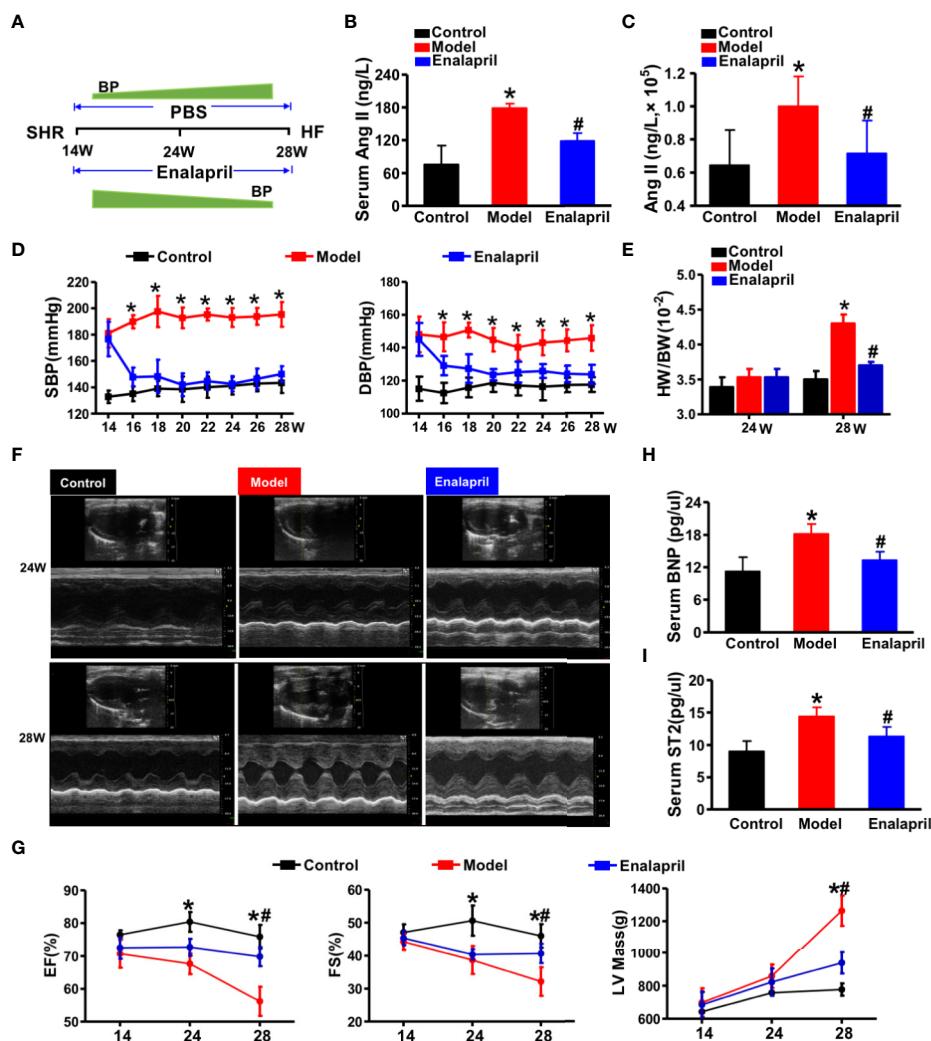 A
BP
PBS
SHR
HF
14W
24W
28W
Enalapril
BP
B
Control
Model
Enalapril
Serum Ang II (ng/L)
240
180
120
60
0
Control
Model
Enalapril
*
#
C
Control
Model
Enalapril
Ang II (ng/L,× 10⁵)
1.2
1.0
0.8
0.6
0.4
Control
Model
Enalapril
*
#
D
Control
Model
Enalapril
SBP(mmHg)
220
200
180
160
140
120
* * * * * * *
14 16 18 20 22 24 26 28 W
DBP(mmHg)
200
180
160
140
120
100
* * * * * * *
14 16 18 20 22 24 26 28 W
E
Control
Model
Enalapril
HW/BW(10⁻²)
5.0
4.5
4.0
3.5
3.0
*
#
24 W
28 W
F
Control
Model
Enalapril
24W
28W
H
Serum BNP (pg/ul)
24
18
12
6
0
*
#
Control
Model
Enalapril
I
Serum ST2(pg/ul)
20
15
10
5
0
*
#
Control
Model
Enalapril
G
Control
Model
Enalapril
EF(%)
90
80
70
60
50
*
*#
14 24 28
FS(%)
60
50
40
30
20
*
*#
14 24 28
LV Mass(g)
1400
1200
1000
800
600
*#
14 24 28